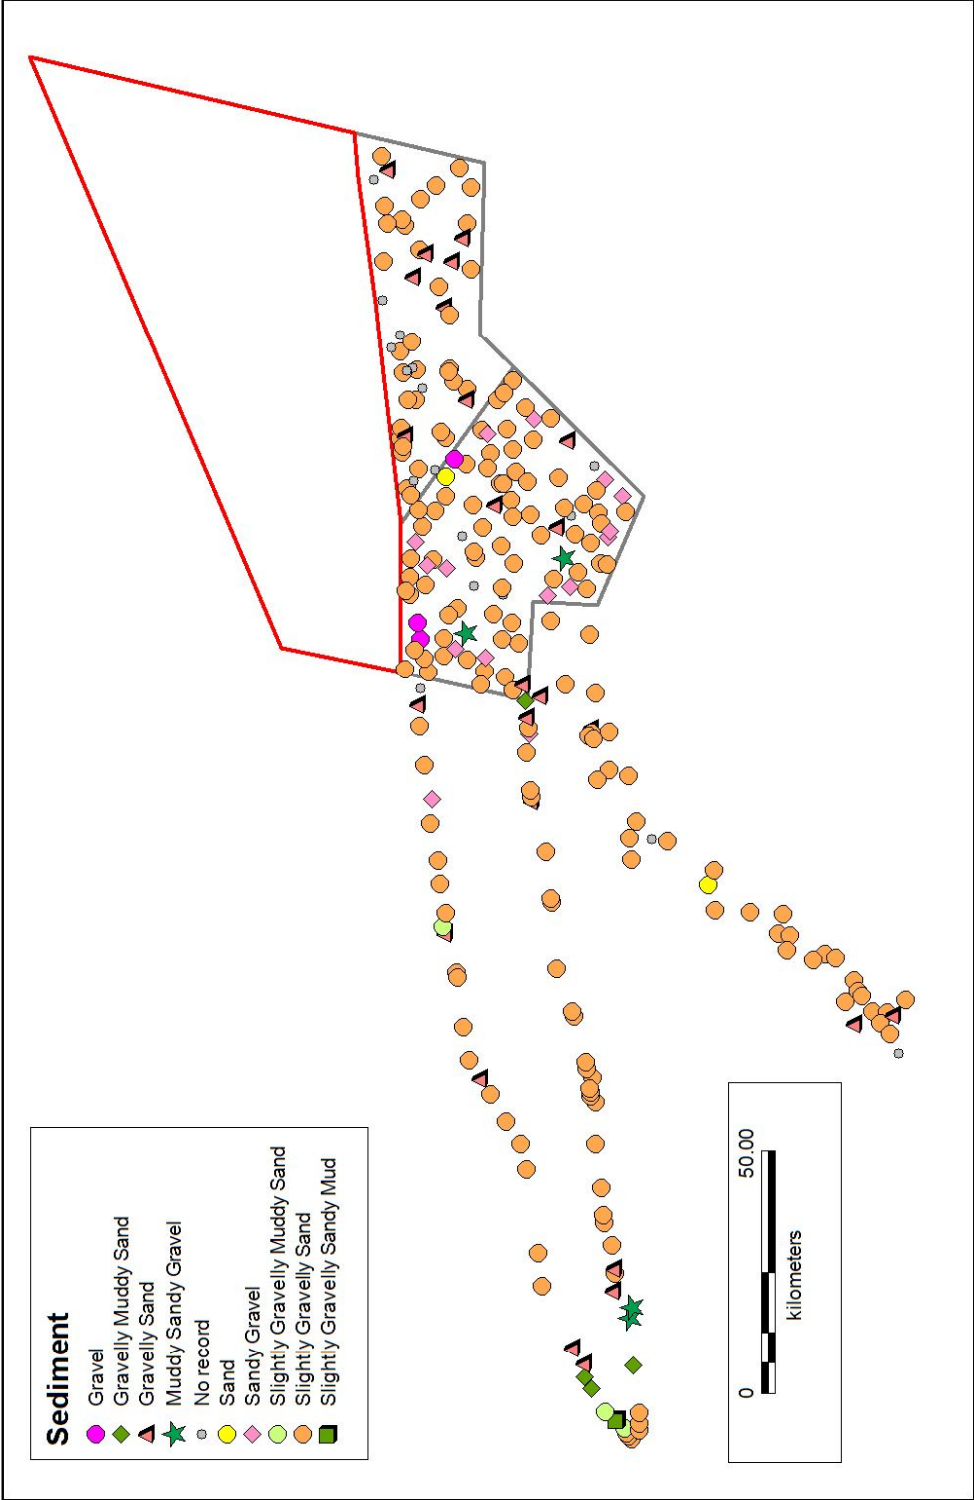 Sediment
Gravel
Gravelly Muddy Sand
Gravelly Sand
Muddy Sandy Gravel
No record
Sand
Sandy Gravel
Slightly Gravelly Muddy Sand
Slightly Gravelly Sand
Slightly Gravelly Sandy Mud
0 50.00
kilometers